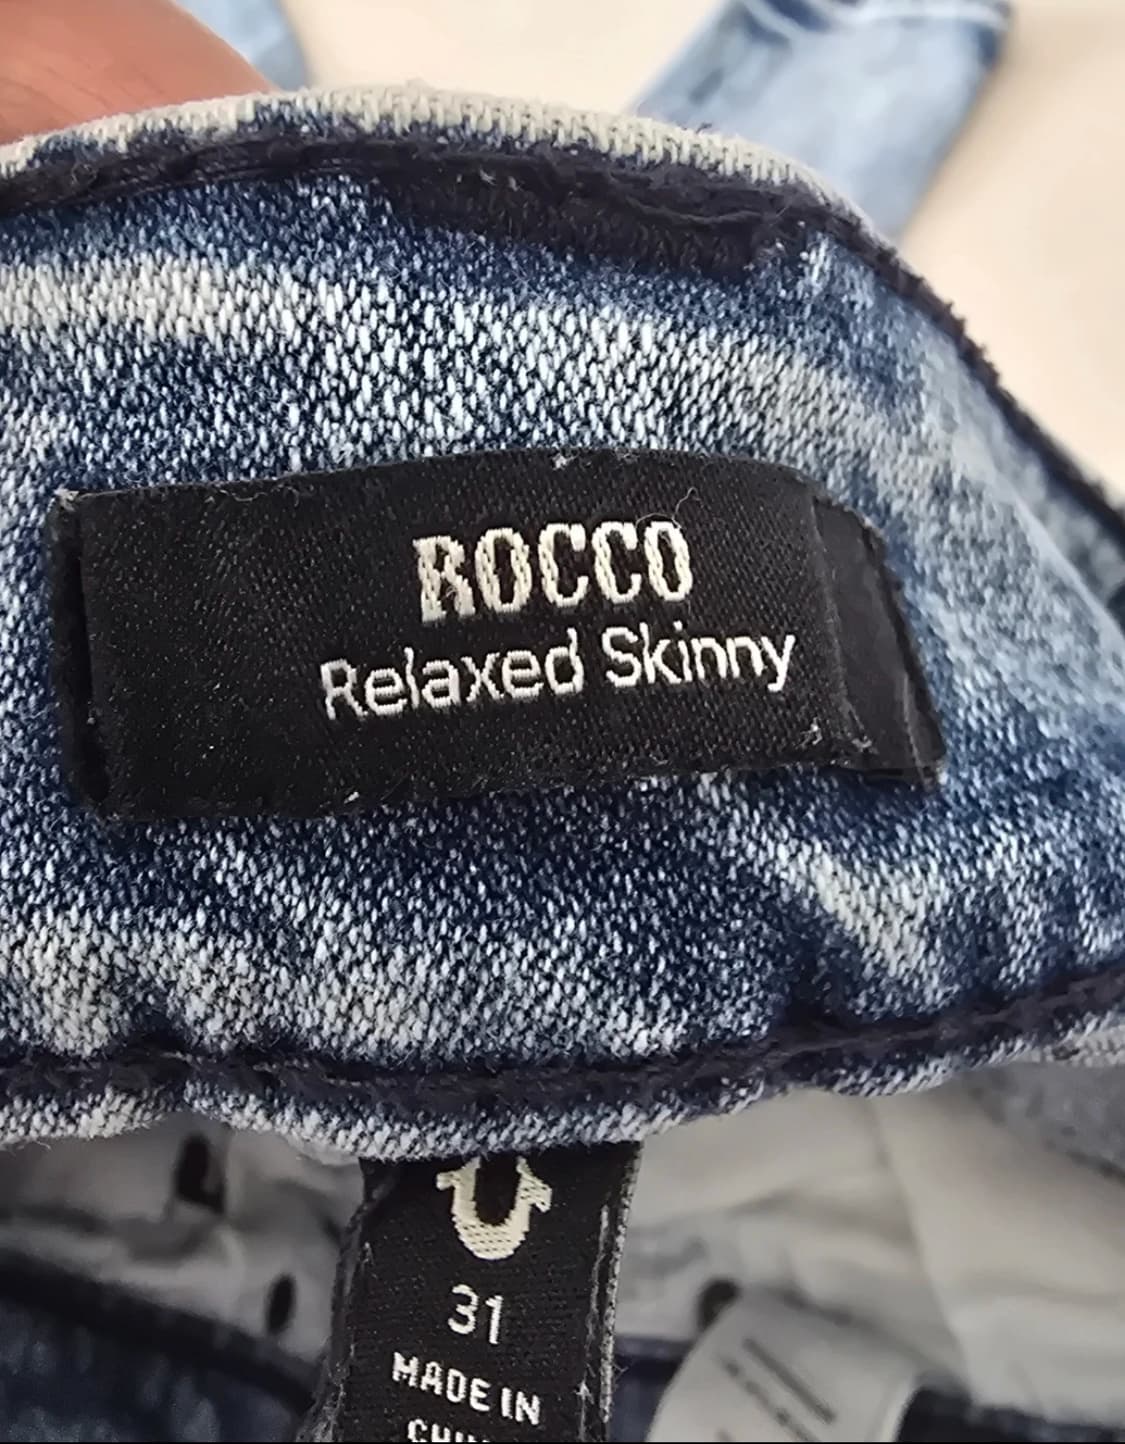 ROCCO
Relaxed Skinny
31
MADE IN